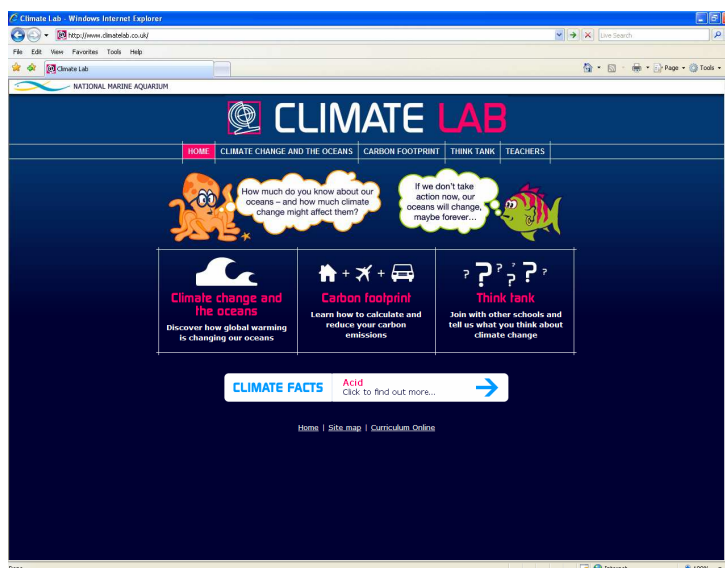 Climate Lab - Windows Internet Explorer
http://www.climatelab.co.uk/
Live Search
File Edit View Favorites Tools Help
Climate Lab
Page Tools
NATIONAL MARINE AQUARIUM
CLIMATE LAB
HOME CLIMATE CHANGE AND THE OCEANS CARBON FOOTPRINT THINK TANK TEACHERS
How much do you know about our
oceans – and how much climate
change might affect them?
If we
don't take
action now, our
oceans will change,
maybe forever...
+ +
? ? ? ? ? ?
Climate change and
the oceans
Discover how global warming
is changing our oceans
Carbon footprint
Learn how to calculate and
reduce your carbon
emissions
Think tank
Join with other schools and
tell us what you think about
climate change
CLIMATE FACTS
Acid
Click to find out more...
Home | Site map | Curriculum Online
Done
Internet
100%